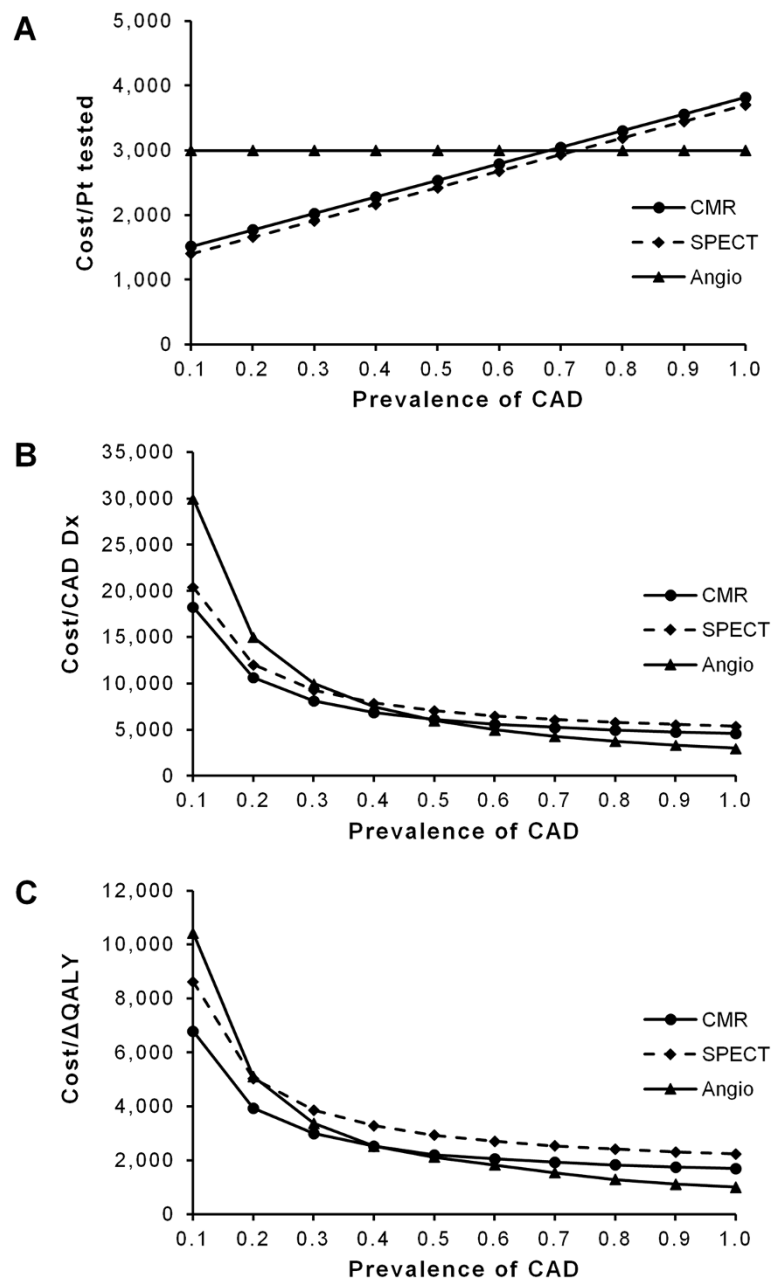 A
Cost/Pt tested
5,000
4,000
3,000
2,000
1,000
0
CMR
SPECT
Angio
0.1 0.2 0.3 0.4 0.5 0.6 0.7 0.8 0.9 1.0
Prevalence of CAD
B
Cost/CAD Dx
35,000
30,000
25,000
20,000
15,000
10,000
5,000
0
CMR
SPECT
Angio
0.1 0.2 0.3 0.4 0.5 0.6 0.7 0.8 0.9 1.0
Prevalence of CAD
C
Cost/ΔQALY
12,000
10,000
8,000
6,000
4,000
2,000
0
CMR
SPECT
Angio
0.1 0.2 0.3 0.4 0.5 0.6 0.7 0.8 0.9 1.0
Prevalence of CAD